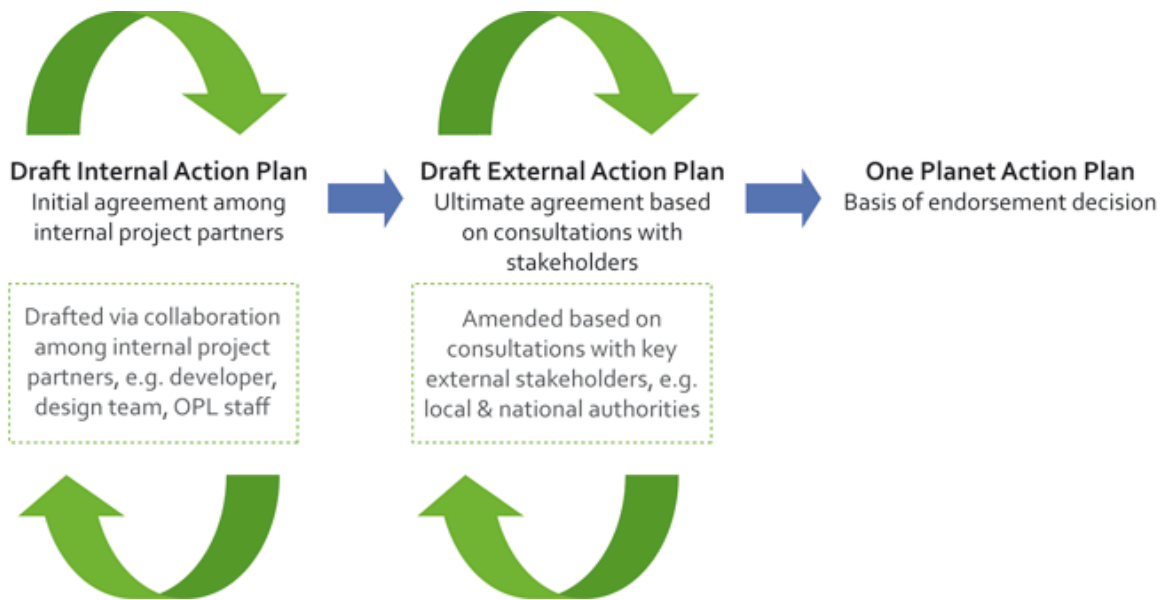 Draft Internal Action Plan
Initial agreement among
internal project partners
Drafted via collaboration
among internal project
partners, e.g. developer,
design team, OPL staff
Draft External Action Plan
Ultimate agreement based
on consultations with
stakeholders
Amended based on
consultations with key
external stakeholders, e.g.
local & national authorities
One Planet Action Plan
Basis of endorsement decision